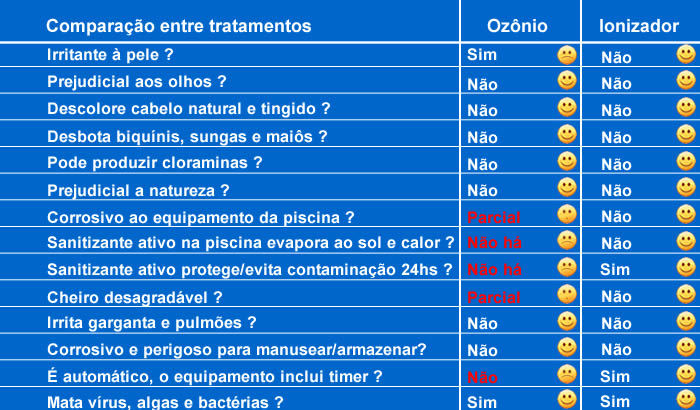 Comparação entre tratamentos Ozônio Ionizador
Irritante à pele ? Sim Não
Prejudicial aos olhos ? Não Não
Descolore cabelo natural e tingido ? Não Não
Desbota biquínis, sungas e maiôs ? Não Não
Pode produzir cloraminas ? Não Não
Prejudicial a natureza ? Não Não
Corrosivo ao equipamento da piscina ? Parcial Não
Sanitizante ativo na piscina evapora ao sol e calor ? Não há Não
Sanitizante ativo protege/evita contaminação 24hs ? Não há Sim
Cheiro desagradável ? Parcial Não
Irrita garganta e pulmões ? Não Não
Corrosivo e perigoso para manusear/armazenar? Não Não
É automático, o equipamento inclui timer ? Não Sim
Mata vírus, algas e bactérias ? Sim Sim